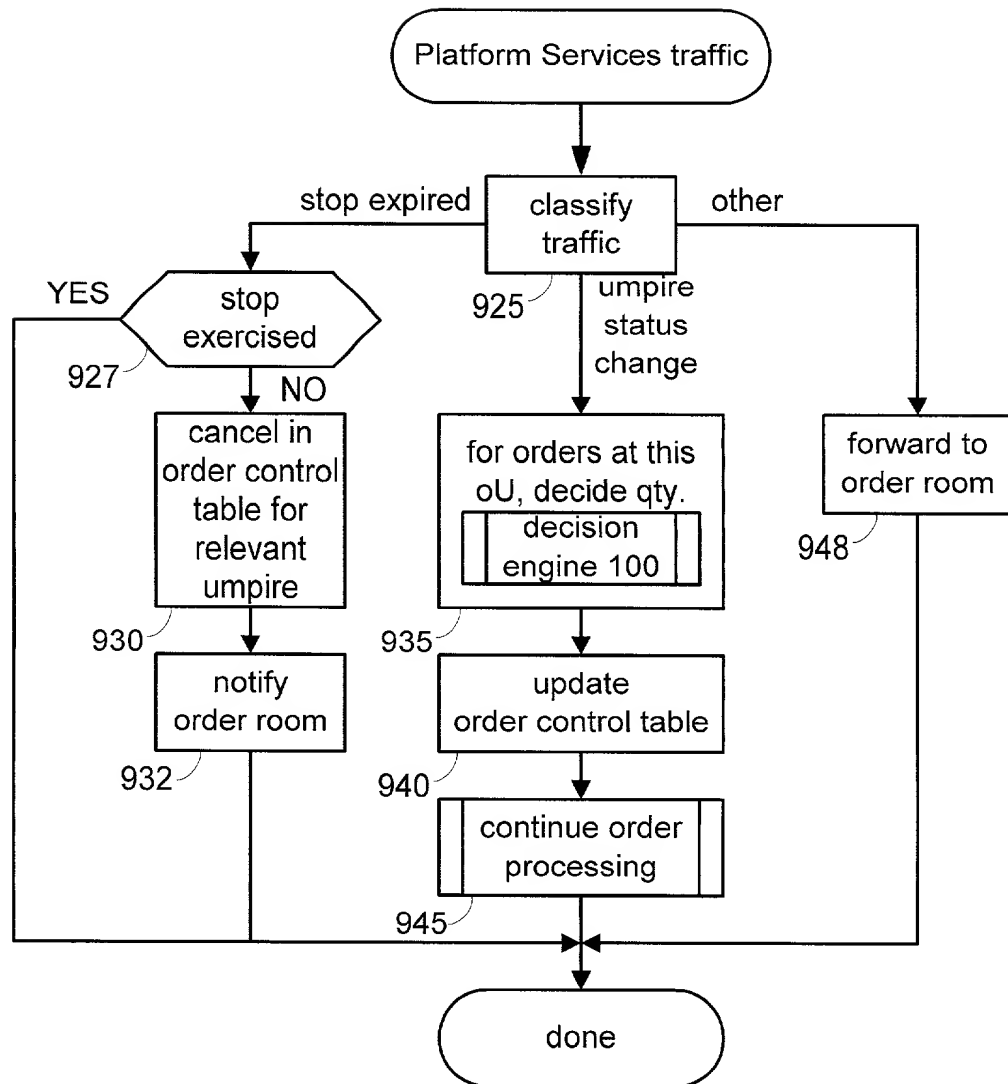 Platform Services traffic
stop expired
classify
traffic
other
925
umpire
status
change
YES
stop
exercised
927
NO
cancel in
order control
table for
relevant
umpire
930
notify
order room
932
for orders at this
oU, decide qty.
decision
engine 100
935
update
order control table
940
continue order
processing
945
forward to
order room
948
done